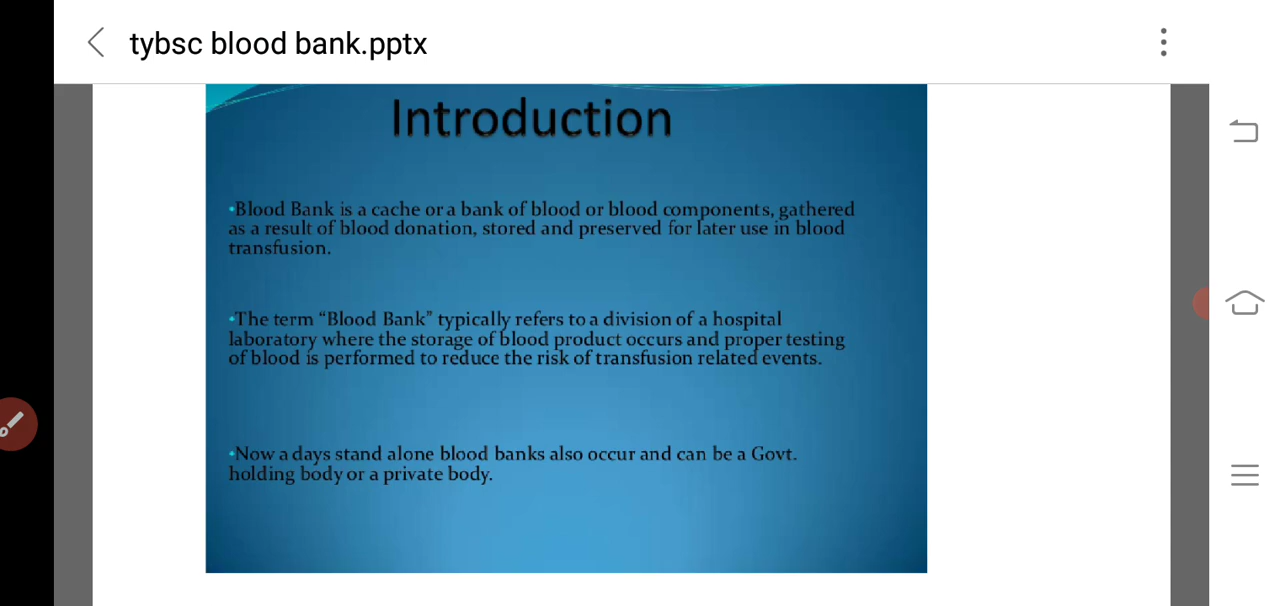 tybsc blood bank.pptx
Introduction
•Blood Bank is a cache or a bank of blood or blood components, gathered
as a result of blood donation, stored and preserved for later use in blood
transfusion.
•The term “Blood Bank” typically refers to a division of a hospital
laboratory where the storage of blood product occurs and proper testing
of blood is performed to reduce the risk of transfusion related events.
•Now a days stand alone blood banks also occur and can be a Govt.
holding body or a private body.